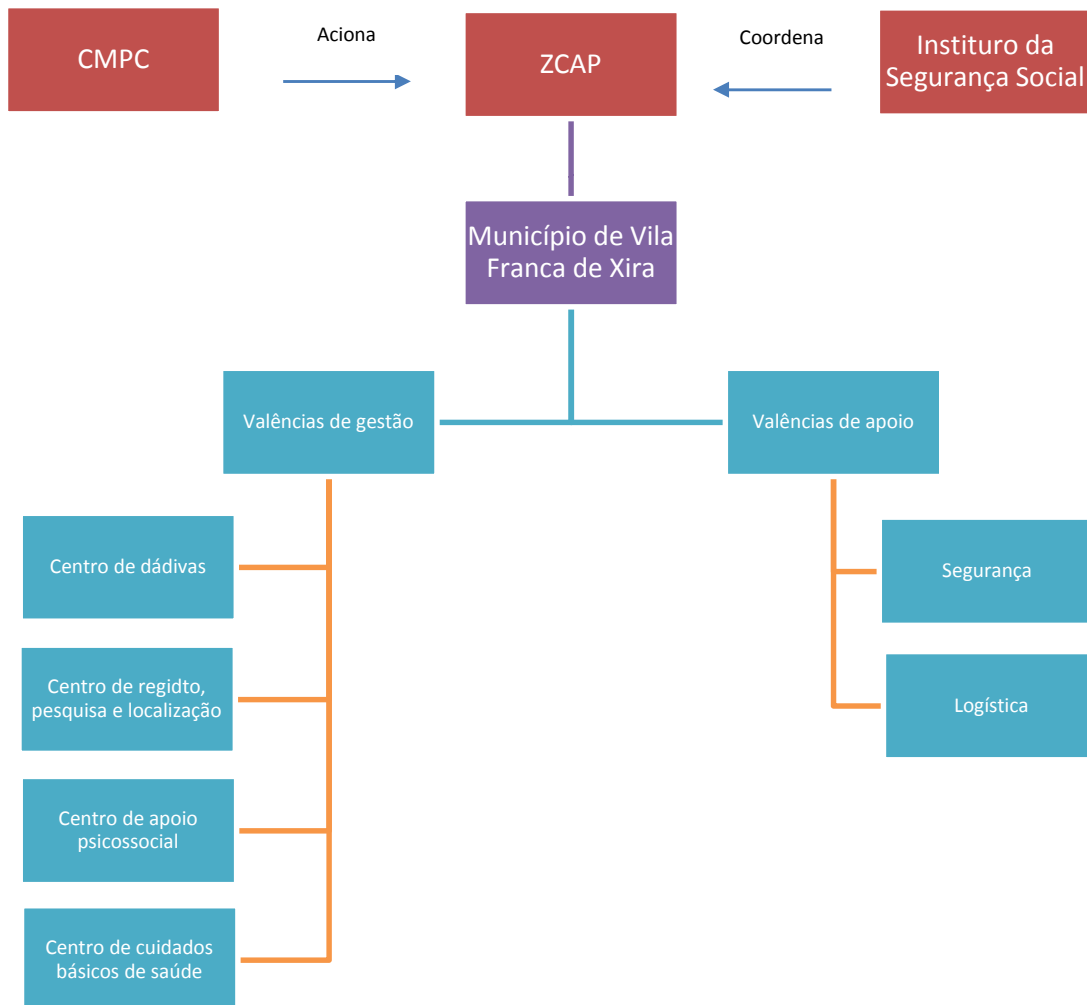 CMPC
Aciona
ZCAP
Coordena
Instituro da
Segurança Social
Município de Vila
Franca de Xira
Valências de gestão
Valências de apoio
Centro de dádivas
Segurança
Centro de regidto,
pesquisa e localização
Logística
Centro de apoio
psicossocial
Centro de cuidados
básicos de saúde